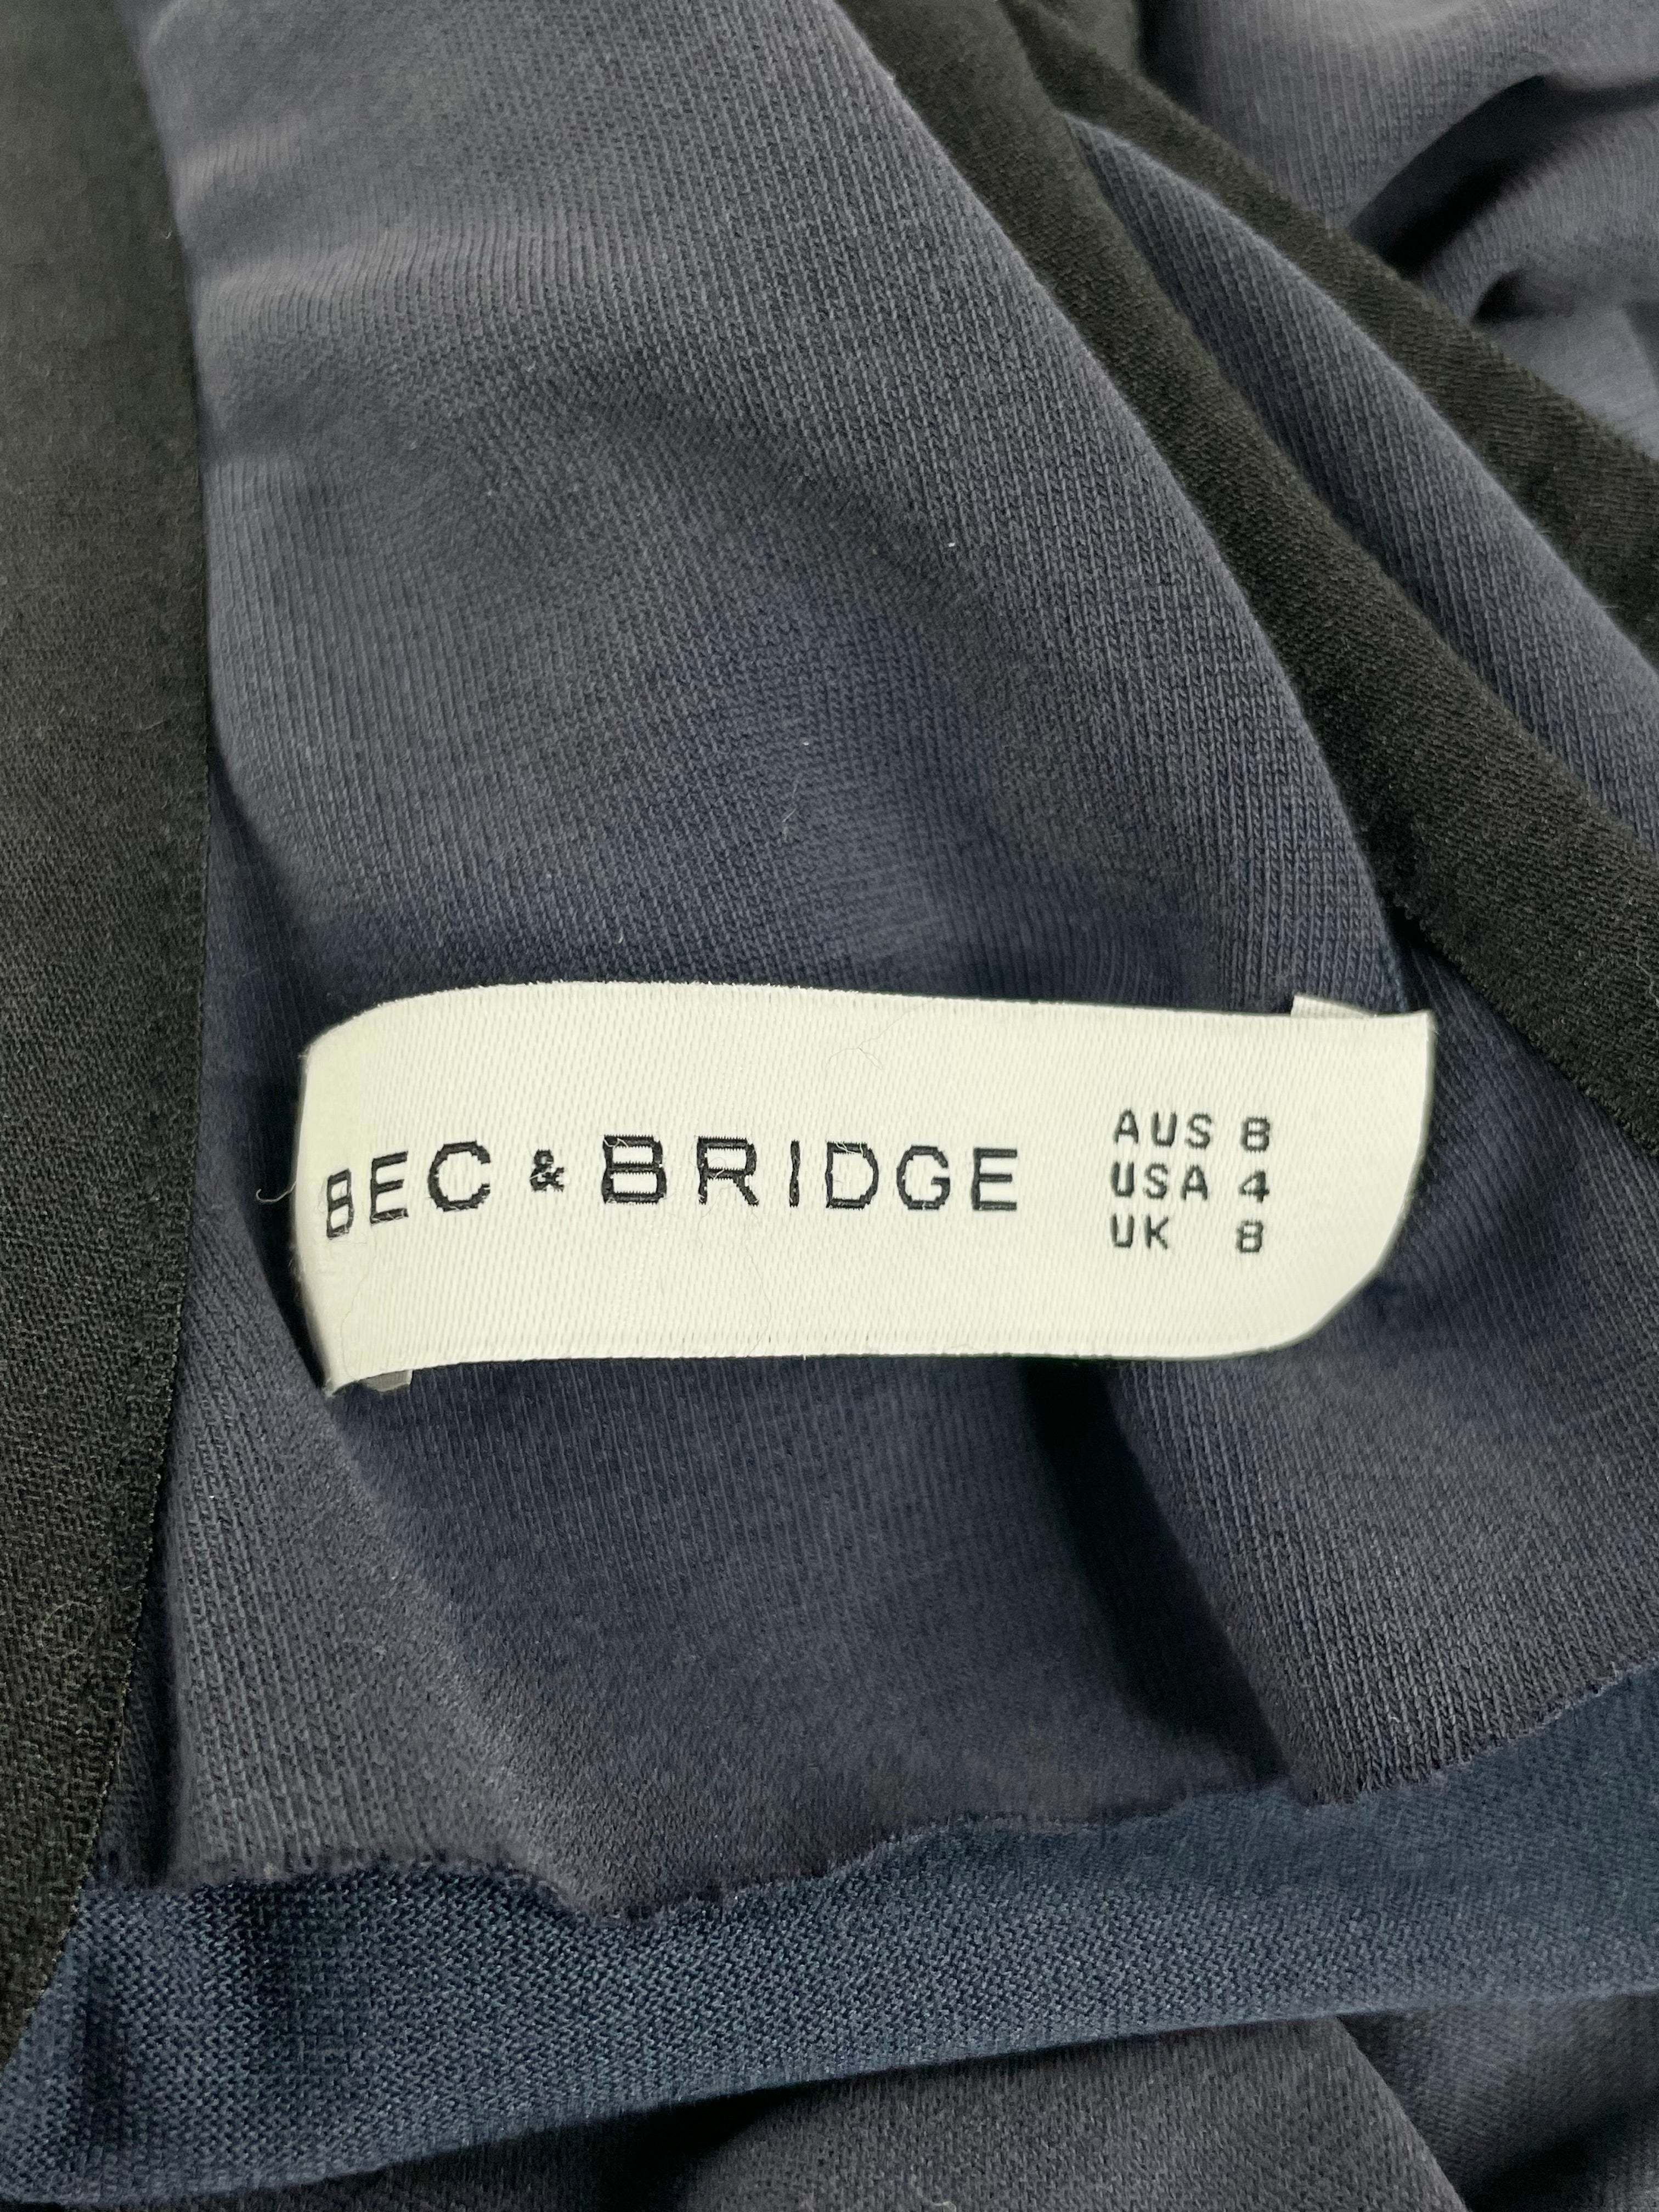 BEC & BRIDGE
AUS 8
USA 4
UK 8